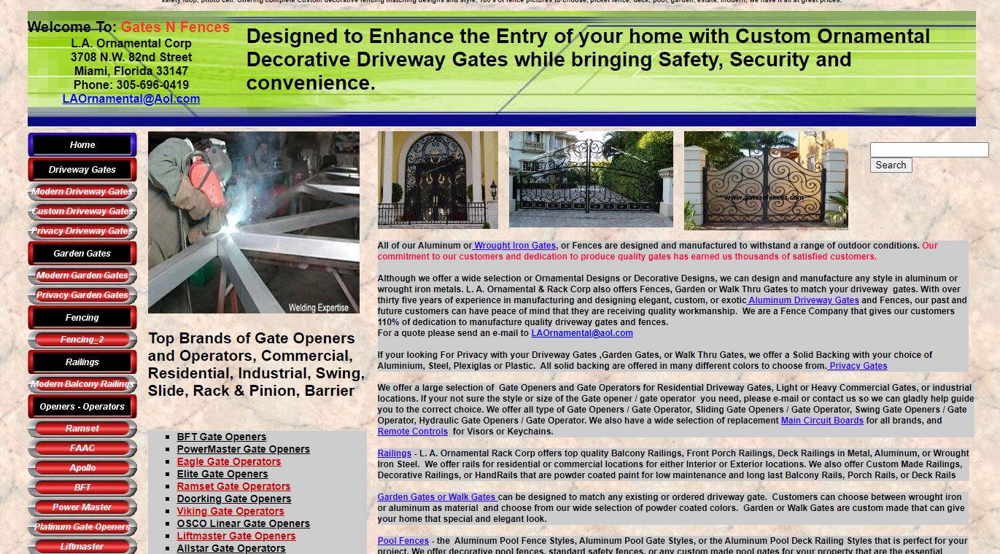 safety loop, photo cell. Offering complete Custom decorative fencing matching designs and style, 100's of fence pictures to choose, picket fence, deck, pool, garden, estate, modern, we have it all at great prices.
Welcome To: Gates N Fences
L.A. Ornamental Corp
3708 N.W. 82nd Street
Miami, Florida 33147
Phone: 305-696-0419
LAOrnamental@Aol.com
Designed to Enhance the Entry of your home with Custom Ornamental
Decorative Driveway Gates while bringing Safety, Security and
convenience.
Home
Driveway Gates
Modern Driveway Gates
Custom Driveway Gates
Privacy Driveway Gates
Garden Gates
Modern Garden Gates
Privacy Garden Gates
Fencing
Fencing_2
Railings
Modern Balcony Railings
Openers - Operators
Ramset
FAAC
Apollo
BFT
Power Master
Platinum Gate Openers
Liftmaster
Welding Expertise
Top Brands of Gate Openers
and Operators, Commercial,
Residential, Industrial, Swing,
Slide, Rack & Pinion, Barrier
BFT Gate Openers
PowerMaster Gate Openers
Eagle Gate Operators
Elite Gate Openers
Ramset Gate Operators
Doorking Gate Openers
Viking Gate Operators
OSCO Linear Gate Openers
Liftmaster Gate Openers
Allstar Gate Operators
www.gatesnfences.com
Search
All of our Aluminum or Wrought Iron Gates, or Fences are designed and manufactured to withstand a range of outdoor conditions. Our
commitment to our customers and dedication to produce quality gates has earned us thousands of satisfied customers.
Although we offer a wide selection or Ornamental Designs or Decorative Designs, we can design and manufacture any style in aluminum or
wrought iron metals. L. A. Ornamental & Rack Corp also offers Fences, Garden or Walk Thru Gates to match your driveway gates. With over
thirty five years of experience in manufacturing and designing elegant, custom, or exotic Aluminum Driveway Gates and Fences, our past and
future customers can have peace of mind that they are receiving quality workmanship. We are a Fence Company that gives our customers
110% of dedication to manufacture quality driveway gates and fences.
For a quote please send an e-mail to LAOrnamental@aol.com
If your looking For Privacy with your Driveway Gates ,Garden Gates, or Walk Thru Gates, we offer a Solid Backing with your choice of
Aluminium, Steel, Plexiglas or Plastic. All solid backing are offered in many different colors to choose from. Privacy Gates
We offer a large selection of Gate Openers and Gate Operators for Residential Driveway Gates, Light or Heavy Commercial Gates, or industrial
locations. If your not sure the style or size of the Gate opener / gate operator you need, please e-mail or contact us so we can gladly help guide
you to the correct choice. We offer all type of Gate Openers / Gate Operator, Sliding Gate Openers / Gate Operator, Swing Gate Openers / Gate
Operator, Hydraulic Gate Openers / Gate Operator. We also have a wide selection of replacement Main Circuit Boards for all brands, and
Remote Controls for Visors or Keychains.
Railings - L. A. Ornamental Rack Corp offers top quality Balcony Railings, Front Porch Railings, Deck Railings in Metal, Aluminum, or Wrought
Iron Steel. We offer rails for residential or commercial locations for either Interior or Exterior locations. We also offer Custom Made Railings,
Decorative Railings, or HandRails that are powder coated paint for low maintenance and long last Balcony Rails, Porch Rails, or Deck Rails
Garden Gates or Walk Gates can be designed to match any existing or ordered driveway gate. Customers can choose between wrought iron
or aluminum as material and choose from our wide selection of powder coated colors. Garden or Walk Gates are custom made that can give
your home that special and elegant look.
Pool Fences - the Aluminum Pool Fence Styles, Aluminum Pool Gate Styles, or the Aluminum Pool Deck Railing Styles that is perfect for your
project. We offer decorative pool fences, standard safety fences, or any custom made pool gates for your property that are the essential